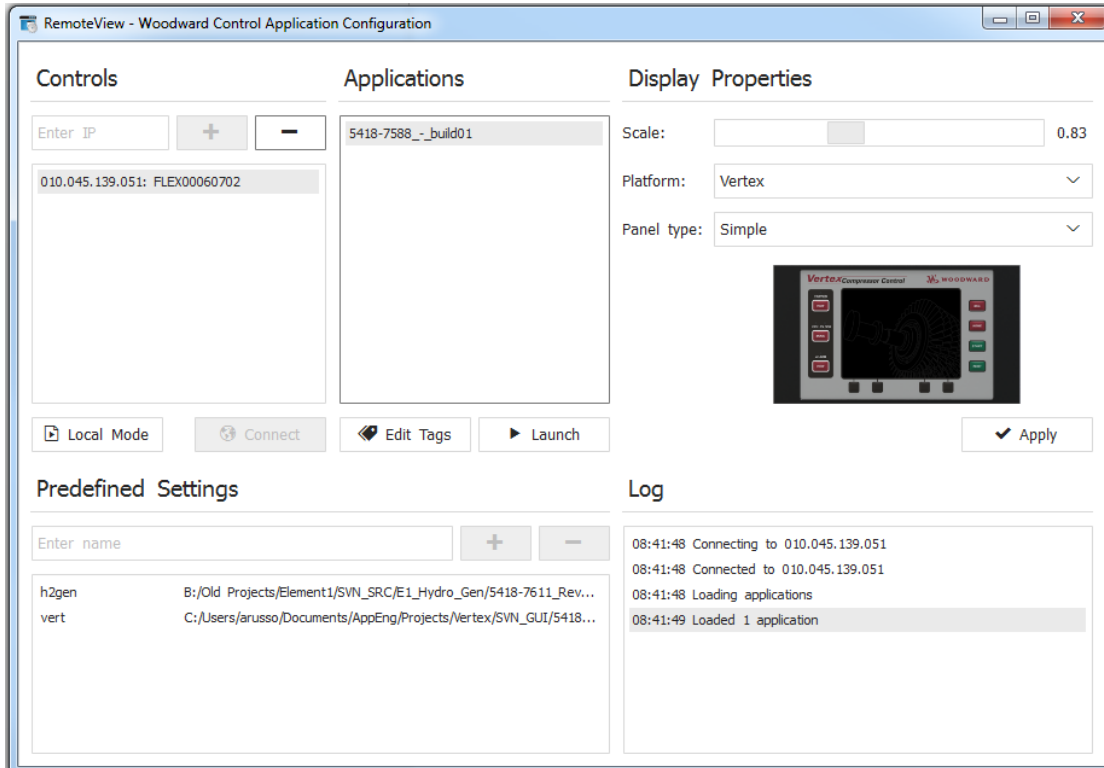 RemoteView - Woodward Control Application Configuration
Controls
Applications
Display Properties
Enter IP
+
−
010.045.139.051: FLEX00060702
5418-7588_-_build01
Scale:
0.83
Platform:
Vertex
Panel type:
Simple
Vertex Compressor Control
WOODWARD
Local Mode
Connect
Edit Tags
Launch
Apply
Predefined Settings
Log
Enter name
+
−
h2gen B:/Old Projects/Element1/SVN_SRC/E1_Hydro_Gen/5418-7611_Rev...
vert C:/Users/arusso/Documents/AppEng/Projects/Vertex/SVN_GUI/5418...
08:41:48 Connecting to 010.045.139.051
08:41:48 Connected to 010.045.139.051
08:41:48 Loading applications
08:41:49 Loaded 1 application